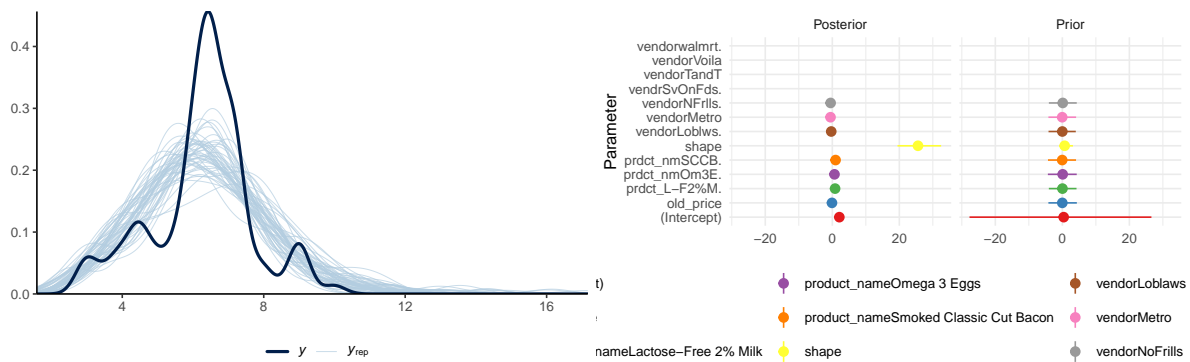 0.4
0.3
0.2
0.1
0.0
4
8
12
16
y
yrep
Posterior
Prior
Parameter
vendorwalmrt.
vendorVoila
vendorTandT
vendrSvOnFds.
vendorNFrlls.
vendorMetro
vendorLoblws.
shape
prdct_nmSCCB.
prdct_nmOm3E.
prdct_L−F2%M.
old_price
(Intercept)
−20 0 20
−20 0 20
t)
product_nameOmega 3 Eggs
vendorLoblaws
product_nameSmoked Classic Cut Bacon
vendorMetro
nameLactose−Free 2% Milk
shape
vendorNoFrills